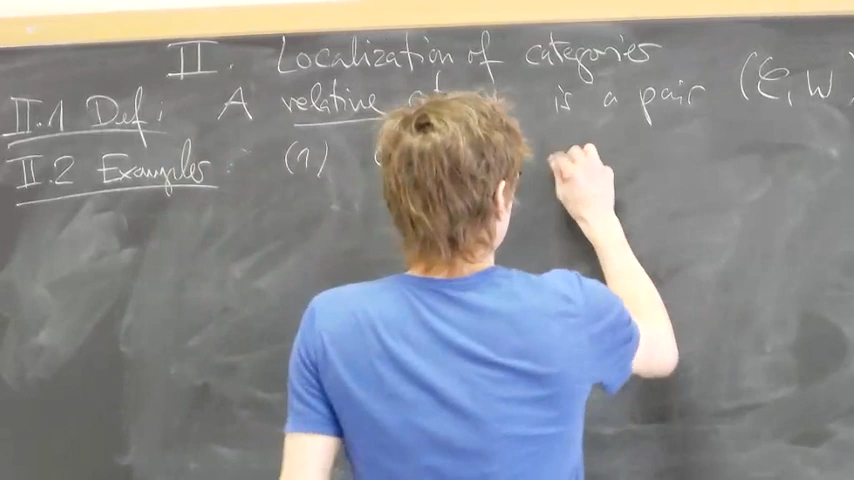 II. Localization of categories
II.1 Def: A relative is a pair (C, W)
II.2 Examples: (1)